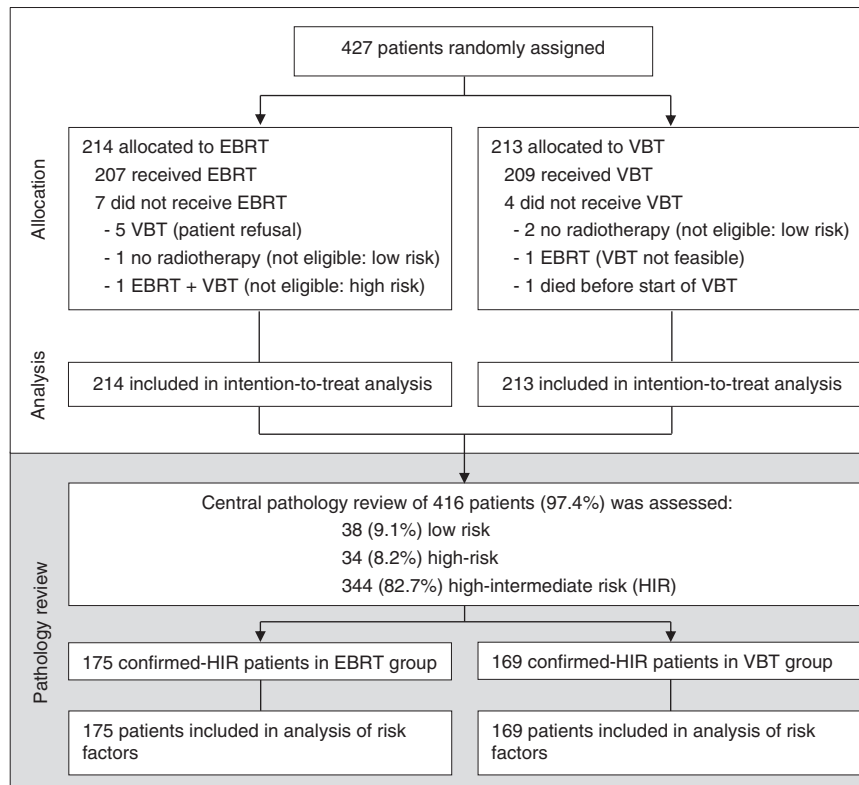 427 patients randomly assigned
Allocation
214 allocated to EBRT
207 received EBRT
7 did not receive EBRT
- 5 VBT (patient refusal)
- 1 no radiotherapy (not eligible: low risk)
- 1 EBRT + VBT (not eligible: high risk)
213 allocated to VBT
209 received VBT
4 did not receive VBT
- 2 no radiotherapy (not eligible: low risk)
- 1 EBRT (VBT not feasible)
- 1 died before start of VBT
Analysis
214 included in intention-to-treat analysis
213 included in intention-to-treat analysis
Pathology review
Central pathology review of 416 patients (97.4%) was assessed:
38 (9.1%) low risk
34 (8.2%) high-risk
344 (82.7%) high-intermediate risk (HIR)
175 confirmed-HIR patients in EBRT group
169 confirmed-HIR patients in VBT group
175 patients included in analysis of risk
factors
169 patients included in analysis of risk
factors